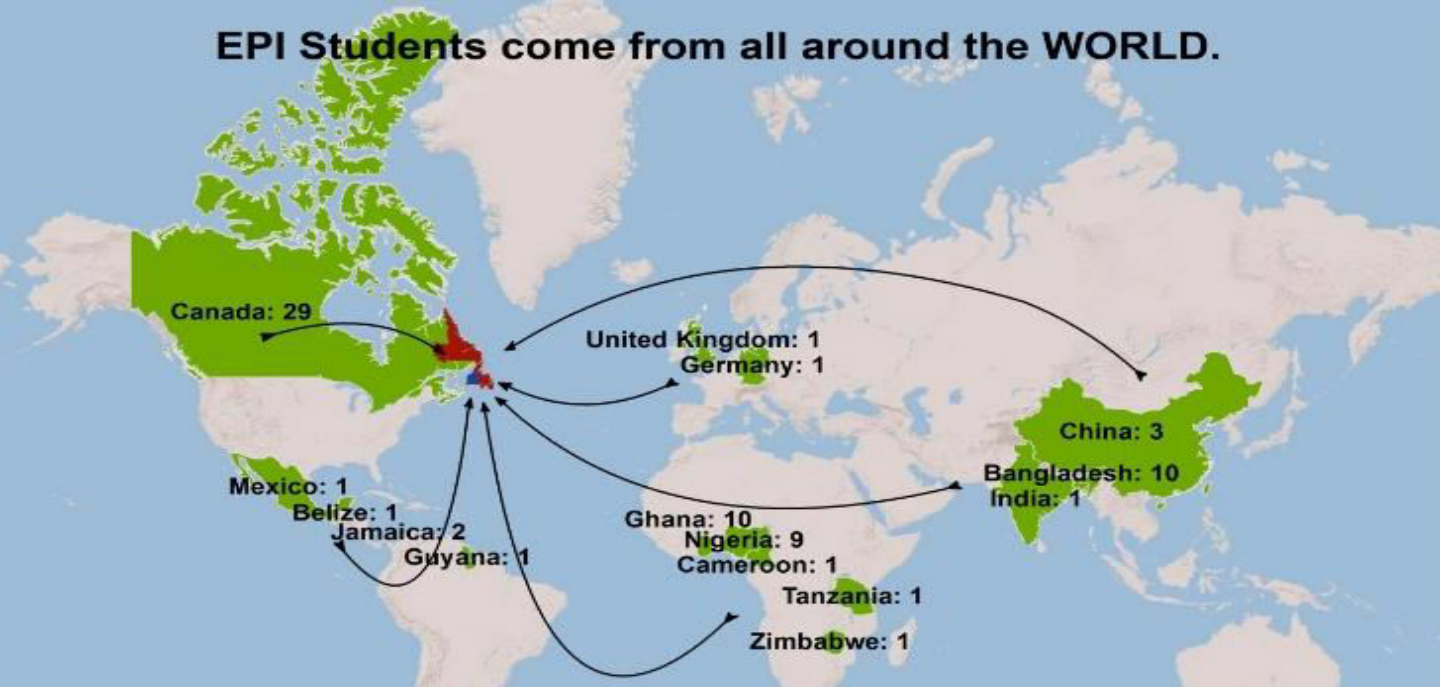 EPI Students come from all around the WORLD.
Canada: 29
United Kingdom: 1
Germany: 1
China: 3
Bangladesh: 10
India: 1
Mexico: 1
Belize: 1
Jamaica: 2
Guyana: 1
Ghana: 10
Nigeria: 9
Cameroon: 1
Tanzania: 1
Zimbabwe: 1